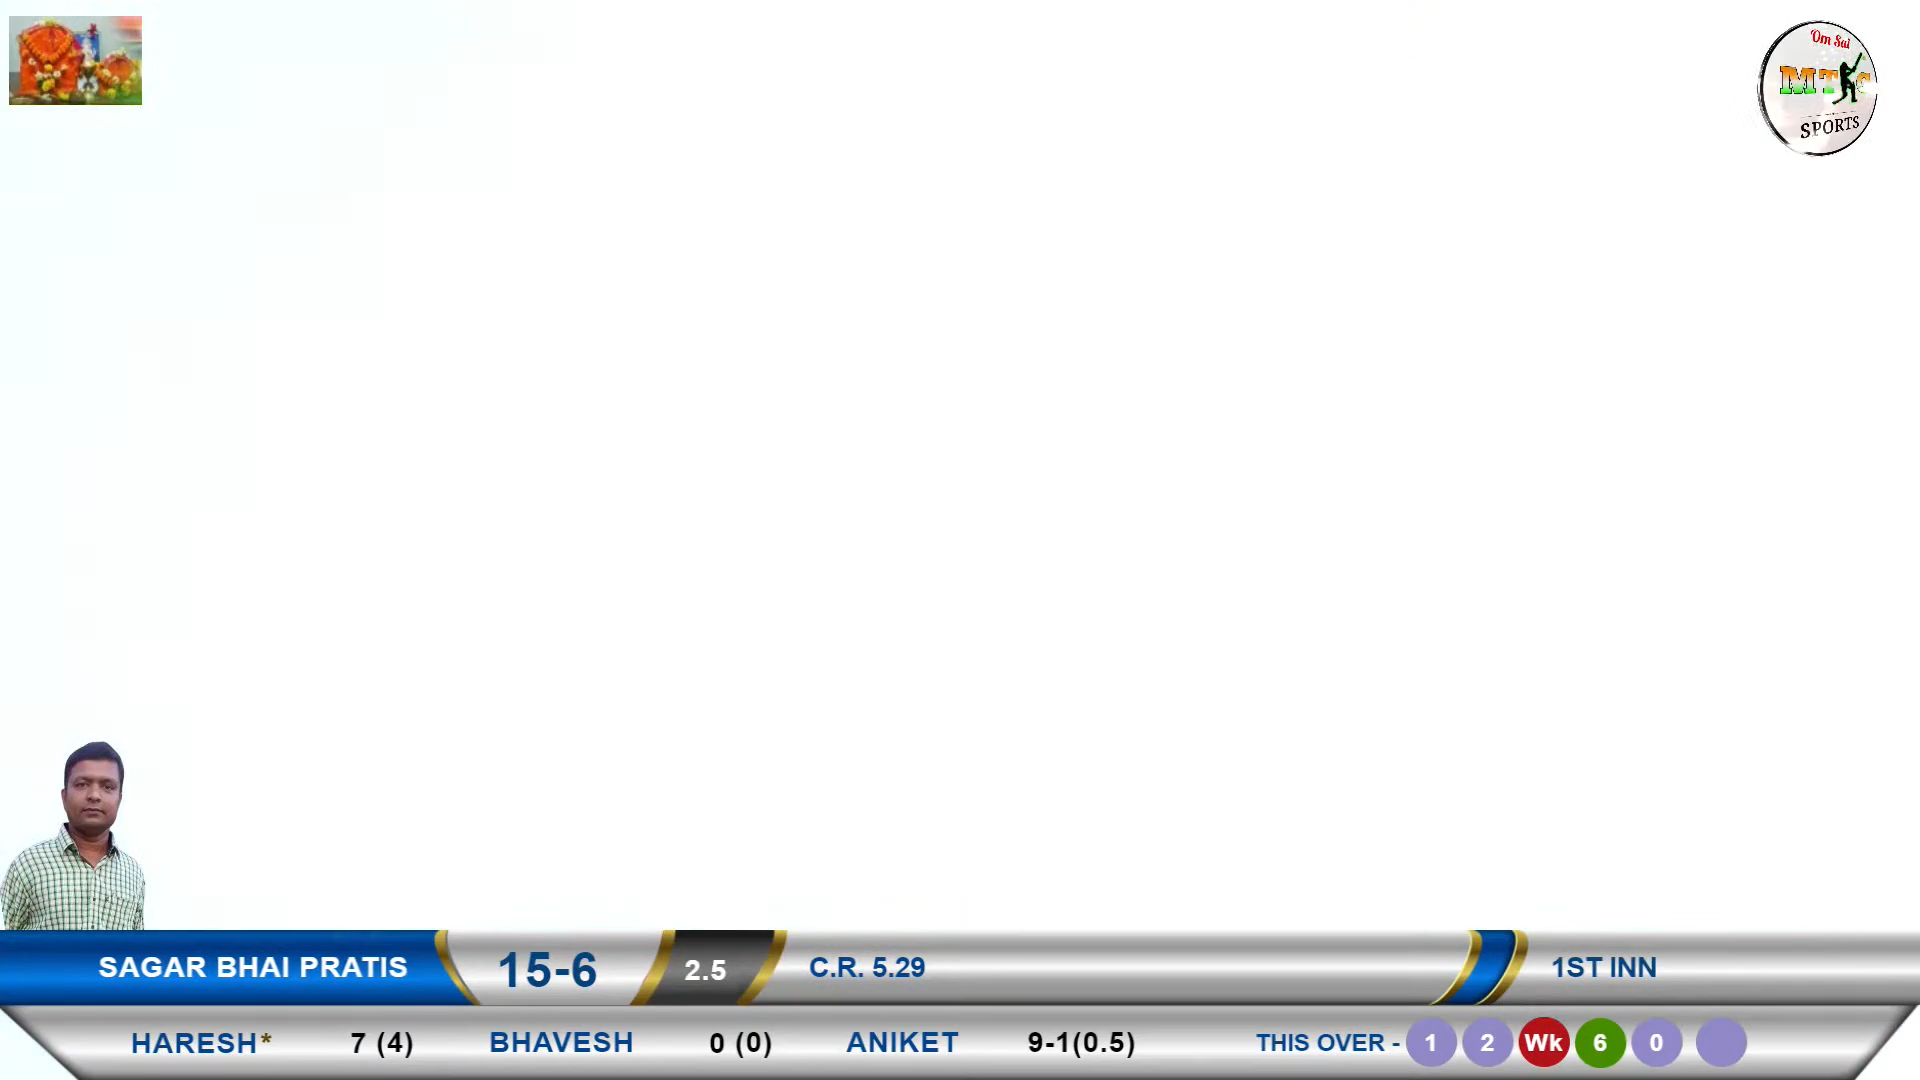 Om Sai
MTCC
SPORTS
SAGAR BHAI PRATIS 15-6 2.5 C.R. 5.29 1ST INN
HARESH* 7 (4) BHAVESH 0 (0) ANIKET 9-1(0.5) THIS OVER - 1 2 Wk 6 0